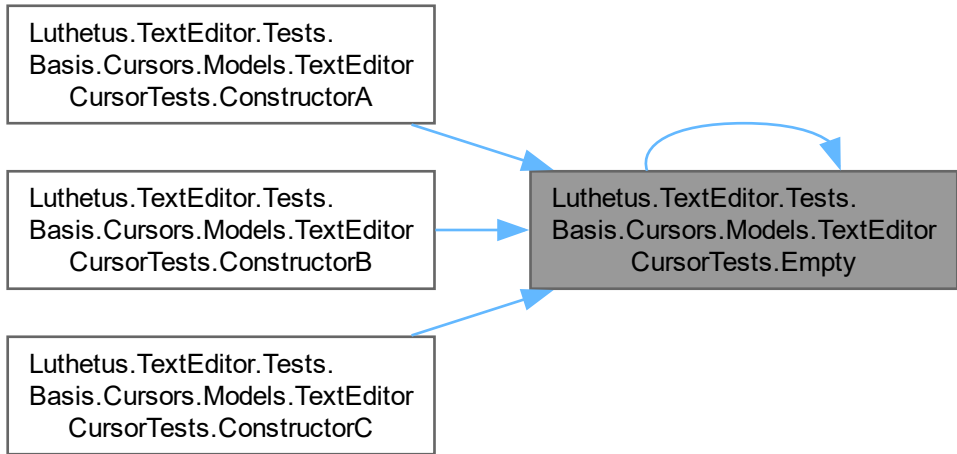 Luthetus.TextEditor.Tests.
Basis.Cursors.Models.TextEditor
CursorTests.ConstructorA
Luthetus.TextEditor.Tests.
Basis.Cursors.Models.TextEditor
CursorTests.ConstructorB
Luthetus.TextEditor.Tests.
Basis.Cursors.Models.TextEditor
CursorTests.Empty
Luthetus.TextEditor.Tests.
Basis.Cursors.Models.TextEditor
CursorTests.ConstructorC